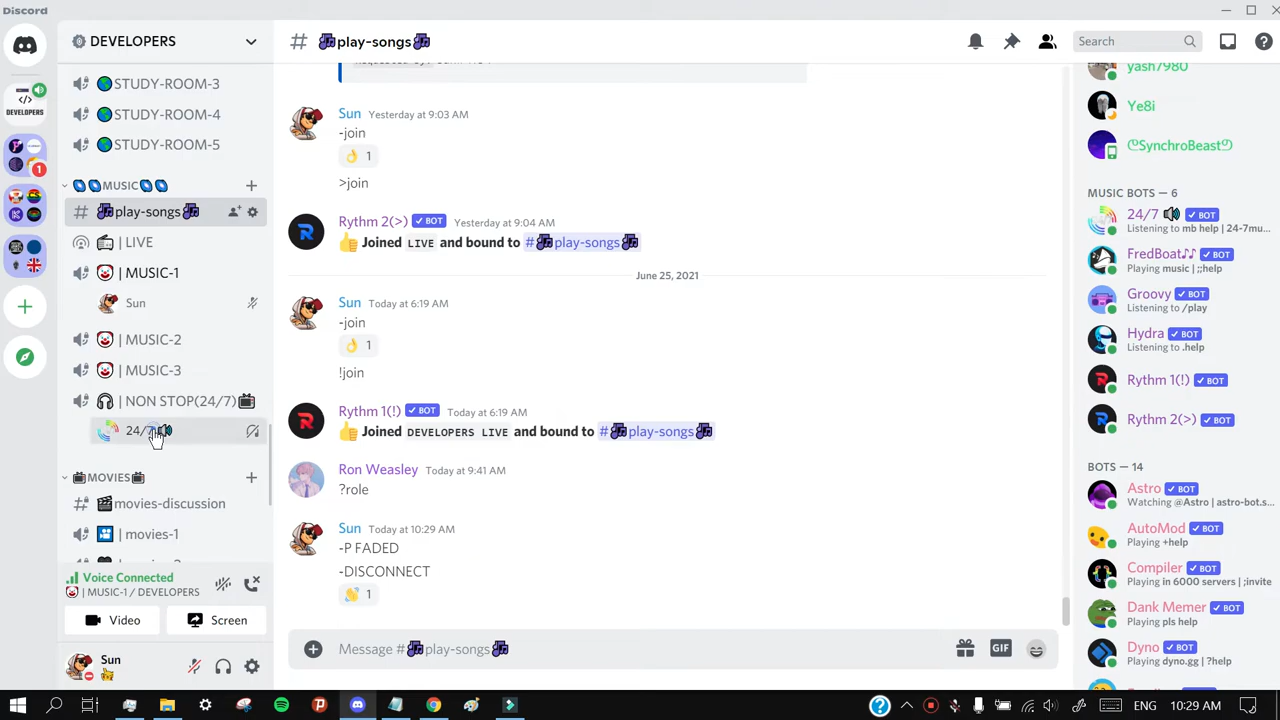 Discord
DEVELOPERS
play-songs
Search
STUDY-ROOM-3
STUDY-ROOM-4
STUDY-ROOM-5
MUSIC
play-songs
| LIVE
| MUSIC-1
Sun
| MUSIC-2
| MUSIC-3
| NON STOP(24/7)
24/7
MOVIES
movies-discussion
| movies-1
Voice Connected
| MUSIC-1 / DEVELOPERS
Video
Screen
Sun
DEVELOPERS
1
Sun Yesterday at 9:03 AM
-join
1
>join
Rythm 2(>) BOT Yesterday at 9:04 AM
Joined LIVE and bound to #play-songs
June 25, 2021
Sun Today at 6:19 AM
-join
1
!join
Rythm 1(!) BOT Today at 6:19 AM
Joined DEVELOPERS LIVE and bound to #play-songs
Ron Weasley Today at 9:41 AM
?role
Sun Today at 10:29 AM
-P FADED
-DISCONNECT
1
Message #play-songs
GIF
yash7980
Ye8i
SynchroBeast
MUSIC BOTS — 6
24/7 BOT
Listening to mb help | 24-7mu...
FredBoat♪♪ BOT
Playing music | ;;help
Groovy BOT
Listening to /play
Hydra BOT
Listening to .help
Rythm 1(!) BOT
Rythm 2(>) BOT
BOTS — 14
Astro BOT
Watching @Astro | astro-bot.s...
AutoMod BOT
Playing +help
Compiler BOT
Playing in 6000 servers | ;invite
Dank Memer BOT
Playing pls help
Dyno BOT
Playing dyno.gg | ?help
ENG
10:29 AM